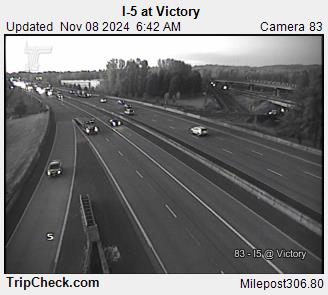 I-5 at Victory
Updated Nov 08 2024 6:42 AM Camera 83
S
83 - I5 @ Victory
TripCheck.com Milepost306.80